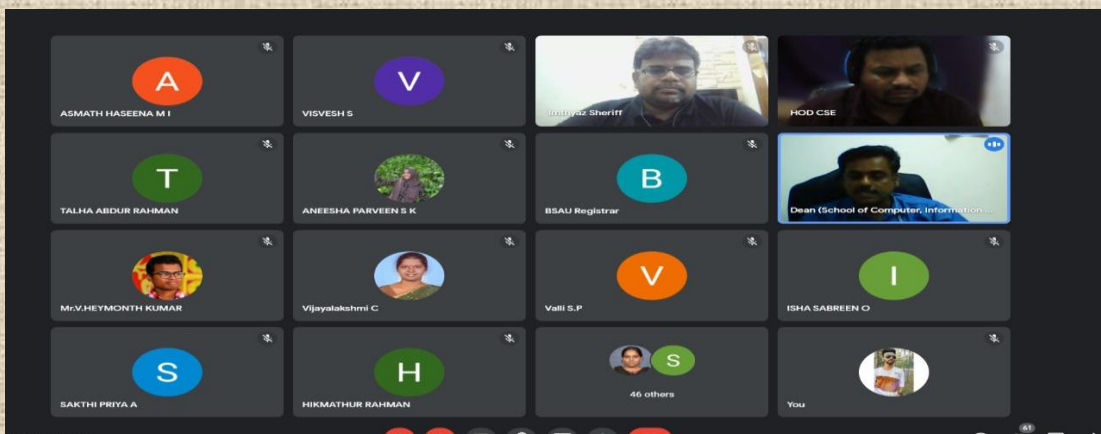 A
ASMATH HASEENA M I
V
VISVESH S
Imthyaz Sheriff
HOD CSE
T
TALHA ABDUR RAHMAN
ANEESHA PARVEEN S K
B
BSAU Registrar
Dean (School of Computer, Information ...
Mr.V.HEYMONTH KUMAR
Vijayalakshmi C
V
Valli S.P
I
ISHA SABREEN O
S
SAKTHI PRIYA A
H
HIKMATHUR RAHMAN
S
46 others
You
61